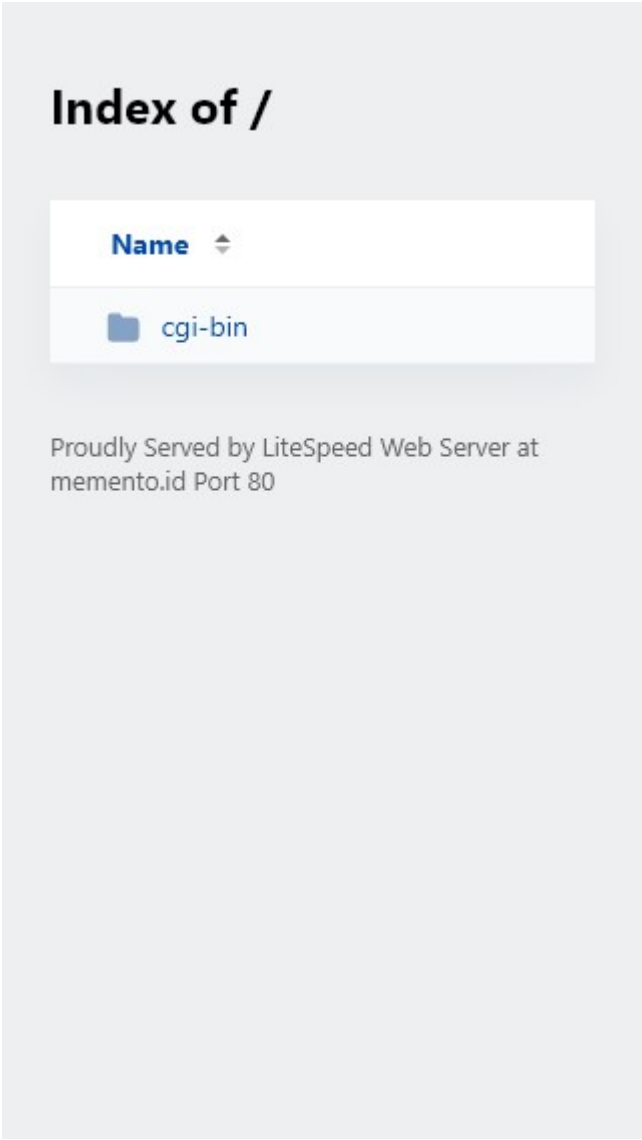 Index of /
Name
cgi-bin
Proudly Served by LiteSpeed Web Server at
memento.id Port 80